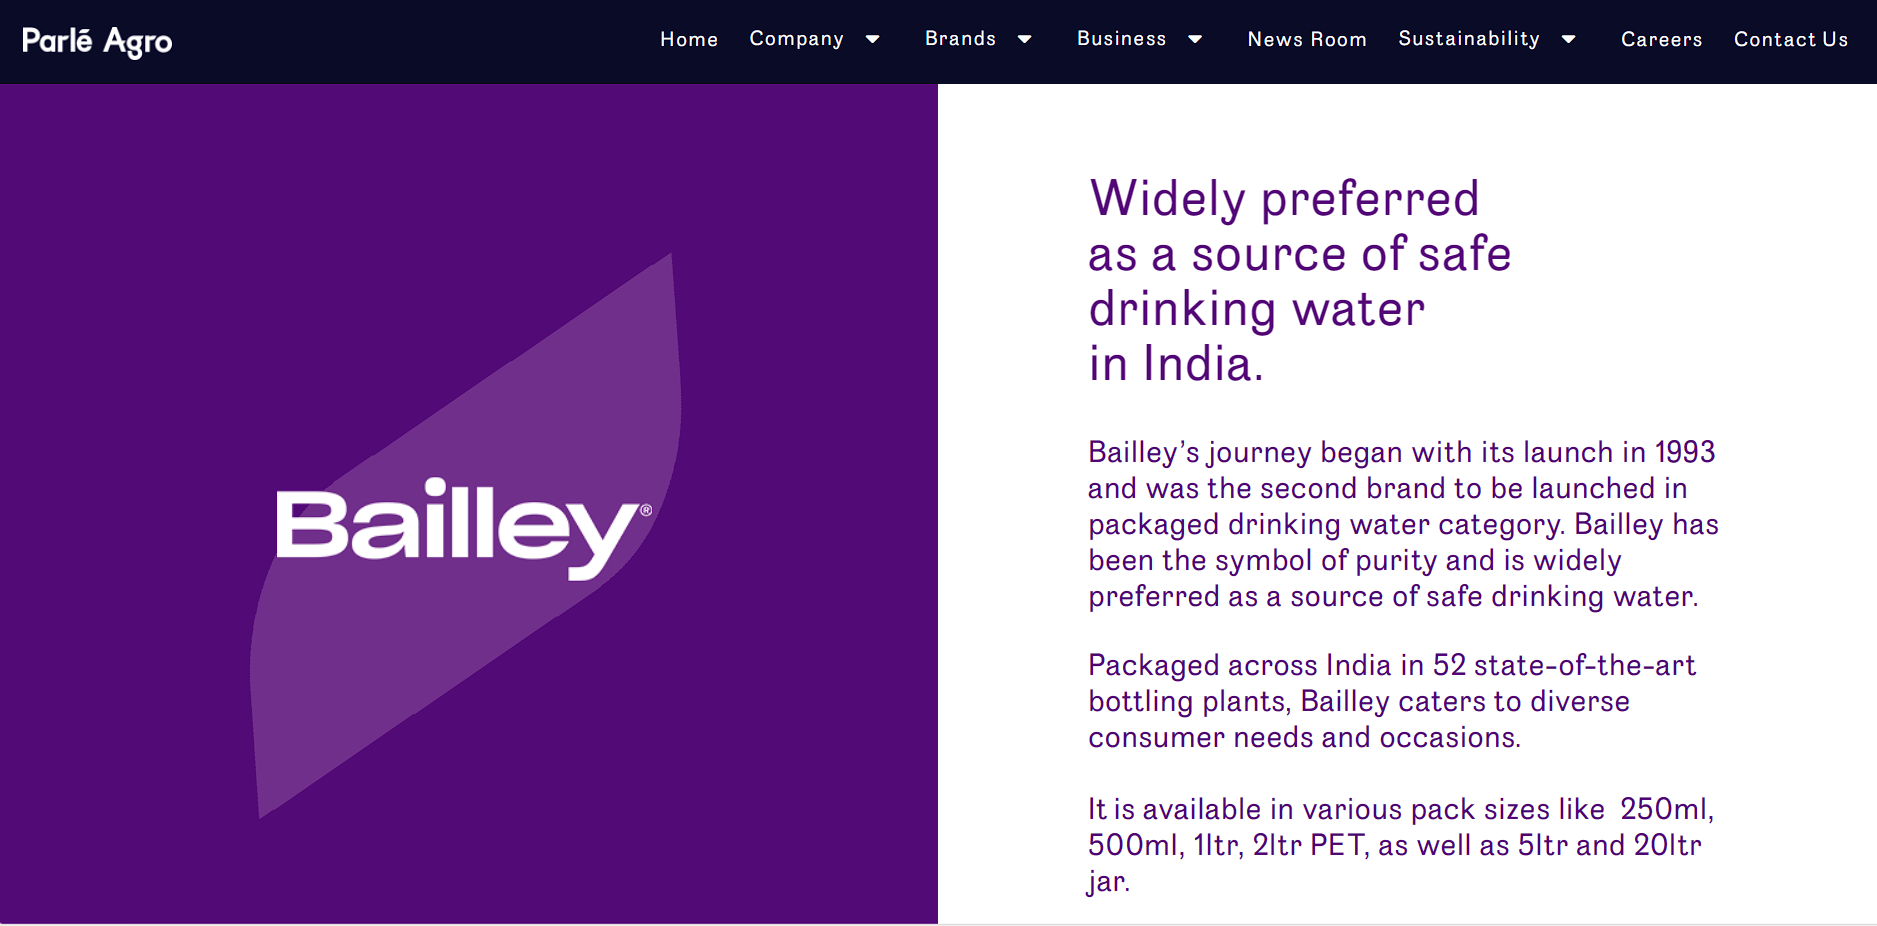 Parlé Agro
Home Company Brands Business News Room Sustainability Careers Contact Us
Bailley®
Widely preferred
as a source of safe
drinking water
in India.
Bailley’s journey began with its launch in 1993
and was the second brand to be launched in
packaged drinking water category. Bailley has
been the symbol of purity and is widely
preferred as a source of safe drinking water.
Packaged across India in 52 state-of-the-art
bottling plants, Bailley caters to diverse
consumer needs and occasions.
It is available in various pack sizes like  250ml,
500ml, 1ltr, 2ltr PET, as well as 5ltr and 20ltr
jar.